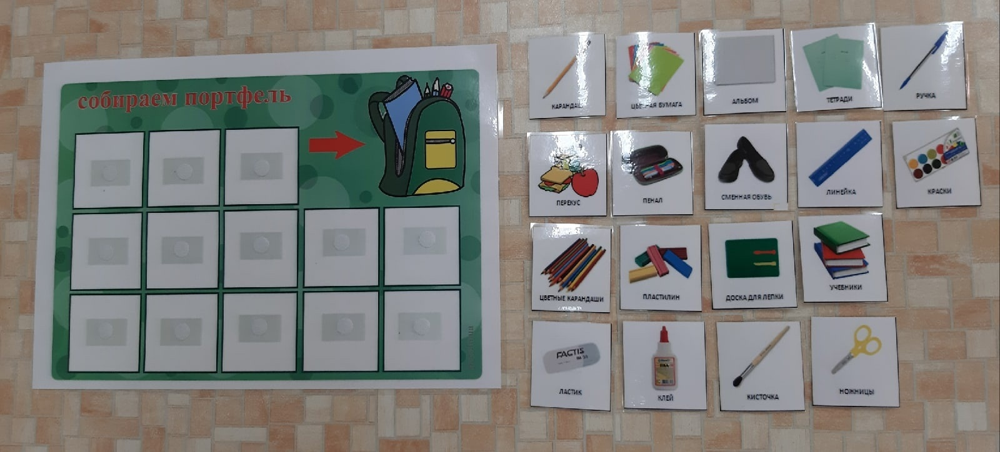 собираем портфель
КАРАНДАШ
ЦВЕТНАЯ БУМАГА
АЛЬБОМ
ТЕТРАДИ
РУЧКА
ПЕРЕКУС
ПЕНАЛ
СМЕННАЯ ОБУВЬ
ЛИНЕЙКА
КРАСКИ
ЦВЕТНЫЕ КАРАНДАШИ
ПЛАСТИЛИН
ДОСКА ДЛЯ ЛЕПКИ
УЧЕБНИКИ
FACTIS
ЛАСТИК
КЛЕЙ
КИСТОЧКА
НОЖНИЦЫ